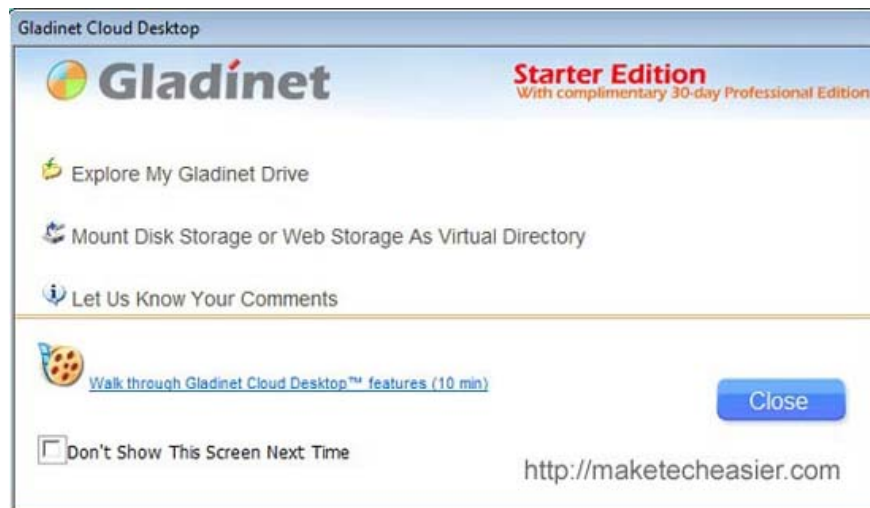 Gladinet Cloud Desktop
Gladinet
Starter Edition
With complimentary 30-day Professional Edition
Explore My Gladinet Drive
Mount Disk Storage or Web Storage As Virtual Directory
Let Us Know Your Comments
Walk through Gladinet Cloud Desktop™ features (10 min)
Close
Don't Show This Screen Next Time
http://maketecheasier.com